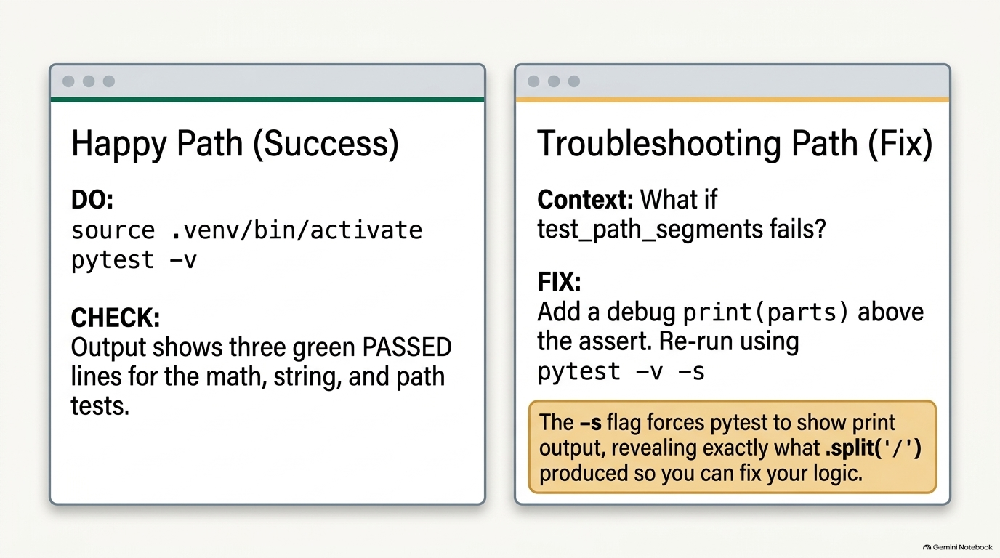 Happy Path (Success)
DO:
source .venv/bin/activate
pytest –v
CHECK:
Output shows three green PASSED
lines for the math, string, and path
tests.
Troubleshooting Path (Fix)
Context: What if
test_path_segments fails?
FIX:
Add a debug print(parts) above
the assert. Re-run using
pytest –v –s
The –s flag forces pytest to show print
output, revealing exactly what .split('/')
produced so you can fix your logic.
Gemini Notebook